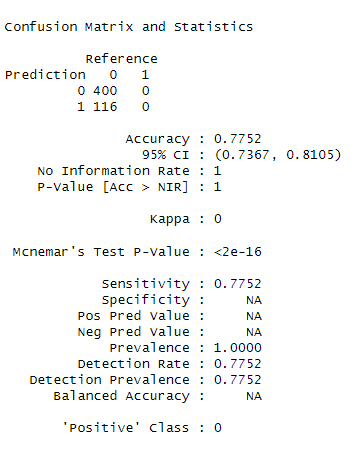 Confusion Matrix and Statistics
Reference
Prediction 0 1
0 400 0
1 116 0
Accuracy : 0.7752
95% CI : (0.7367, 0.8105)
No Information Rate : 1
P-Value [Acc > NIR] : 1
Kappa : 0
Mcnemar's Test P-Value : <2e-16
Sensitivity : 0.7752
Specificity : NA
Pos Pred Value : NA
Neg Pred Value : NA
Prevalence : 1.0000
Detection Rate : 0.7752
Detection Prevalence : 0.7752
Balanced Accuracy : NA
'Positive' Class : 0